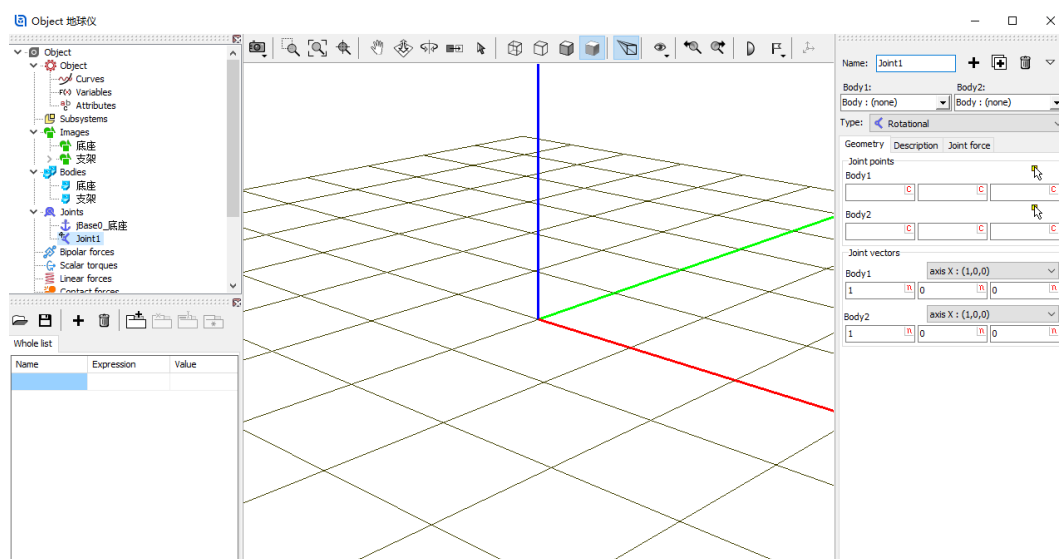 Object 地球仪
Object
Object
Curves
F(x) Variables
ab c Attributes
Subsystems
Images
底座
支架
Bodies
底座
支架
Joints
jBase0_底座
Joint1
Bipolar forces
Scalar torques
Linear forces
Contact forces
Whole list
Name Expression Value
Name: Joint1
Body1: Body2:
Body : (none) Body : (none)
Type: Rotational
Geometry Description Joint force
Joint points
Body1
C C C
Body2
C C C
Joint vectors
Body1 axis X : (1,0,0)
1 n 0 n 0 n
Body2 axis X : (1,0,0)
1 n 0 n 0 n